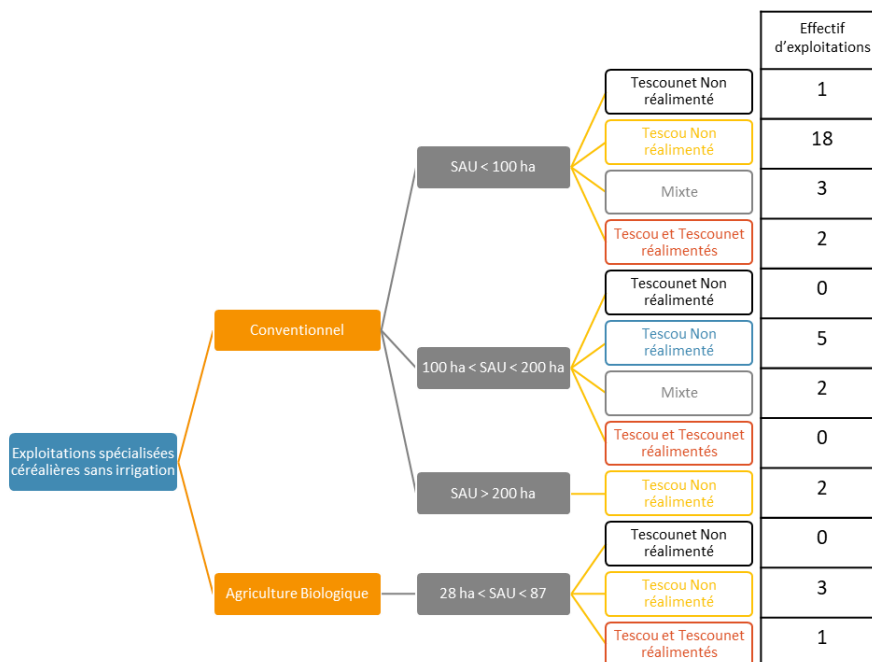 Effectif
d'exploitations
Tescounet Non
réalimenté
1
Tescou Non
réalimenté
18
SAU < 100 ha
Mixte
3
Tescou et Tescounet
réalimentés
2
Tescounet Non
réalimenté
0
Conventionnel
Tescou Non
réalimenté
5
100 ha < SAU < 200 ha
Mixte
2
Tescou et Tescounet
réalimentés
0
Exploitations spécialisées
céréalières sans irrigation
SAU > 200 ha
Tescou Non
réalimenté
2
Tescounet Non
réalimenté
0
Agriculture Biologique
28 ha < SAU < 87
Tescou Non
réalimenté
3
Tescou et Tescounet
réalimentés
1